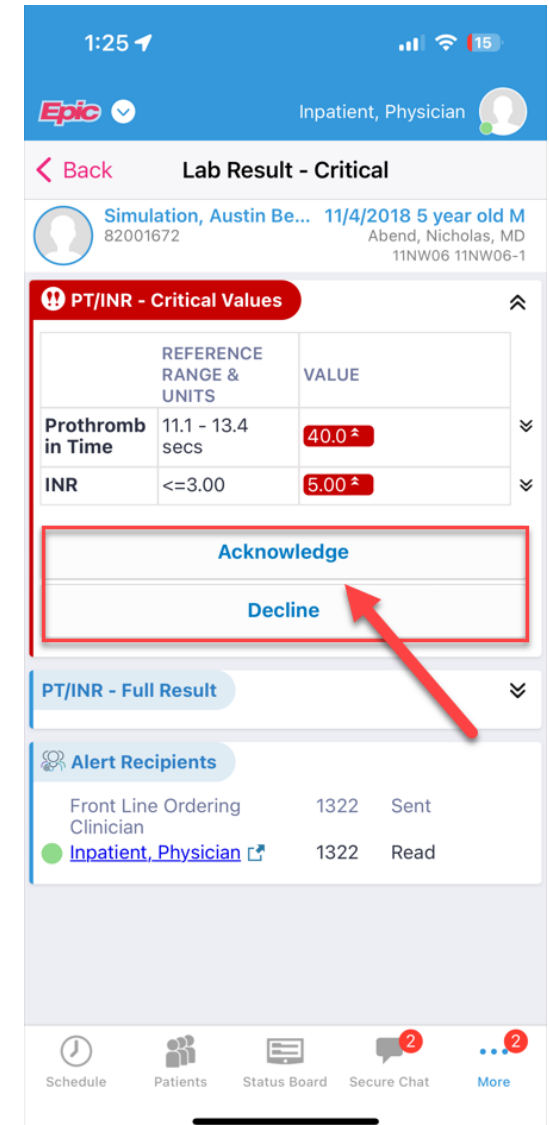 1:25
15
Epic
Inpatient, Physician
Back
Lab Result - Critical
Simulation, Austin Be... 11/4/2018 5 year old M
82001672
Abend, Nicholas, MD
11NW06 11NW06-1
PT/INR - Critical Values
REFERENCE
RANGE &
UNITS
VALUE
Prothromb
in Time
11.1 - 13.4
secs
40.0
INR
<=3.00
5.00
Acknowledge
Decline
PT/INR - Full Result
Alert Recipients
Front Line Ordering
Clinician
1322
Sent
Inpatient, Physician
1322
Read
2
2
Schedule
Patients
Status Board
Secure Chat
More